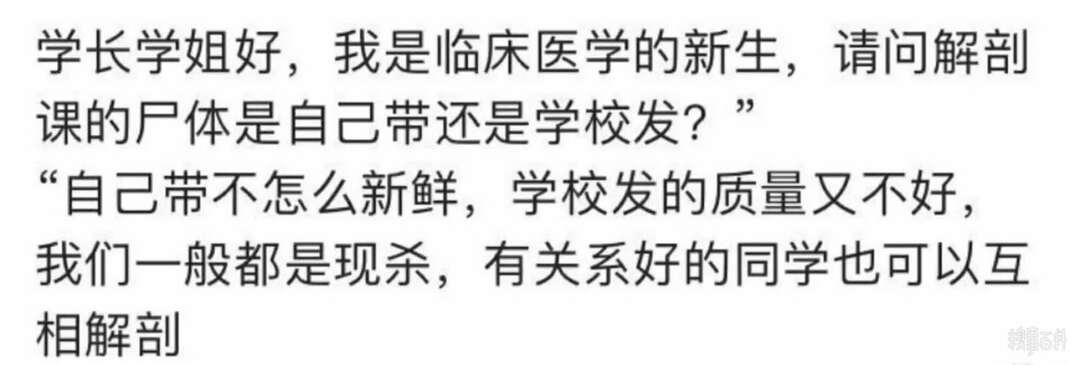 学长学姐好，我是临床医学的新生，请问解剖
课的尸体是自己带还是学校发？”
“自己带不怎么新鲜，学校发的质量又不好，
我们一般都是现杀，有关系好的同学也可以互
相解剖